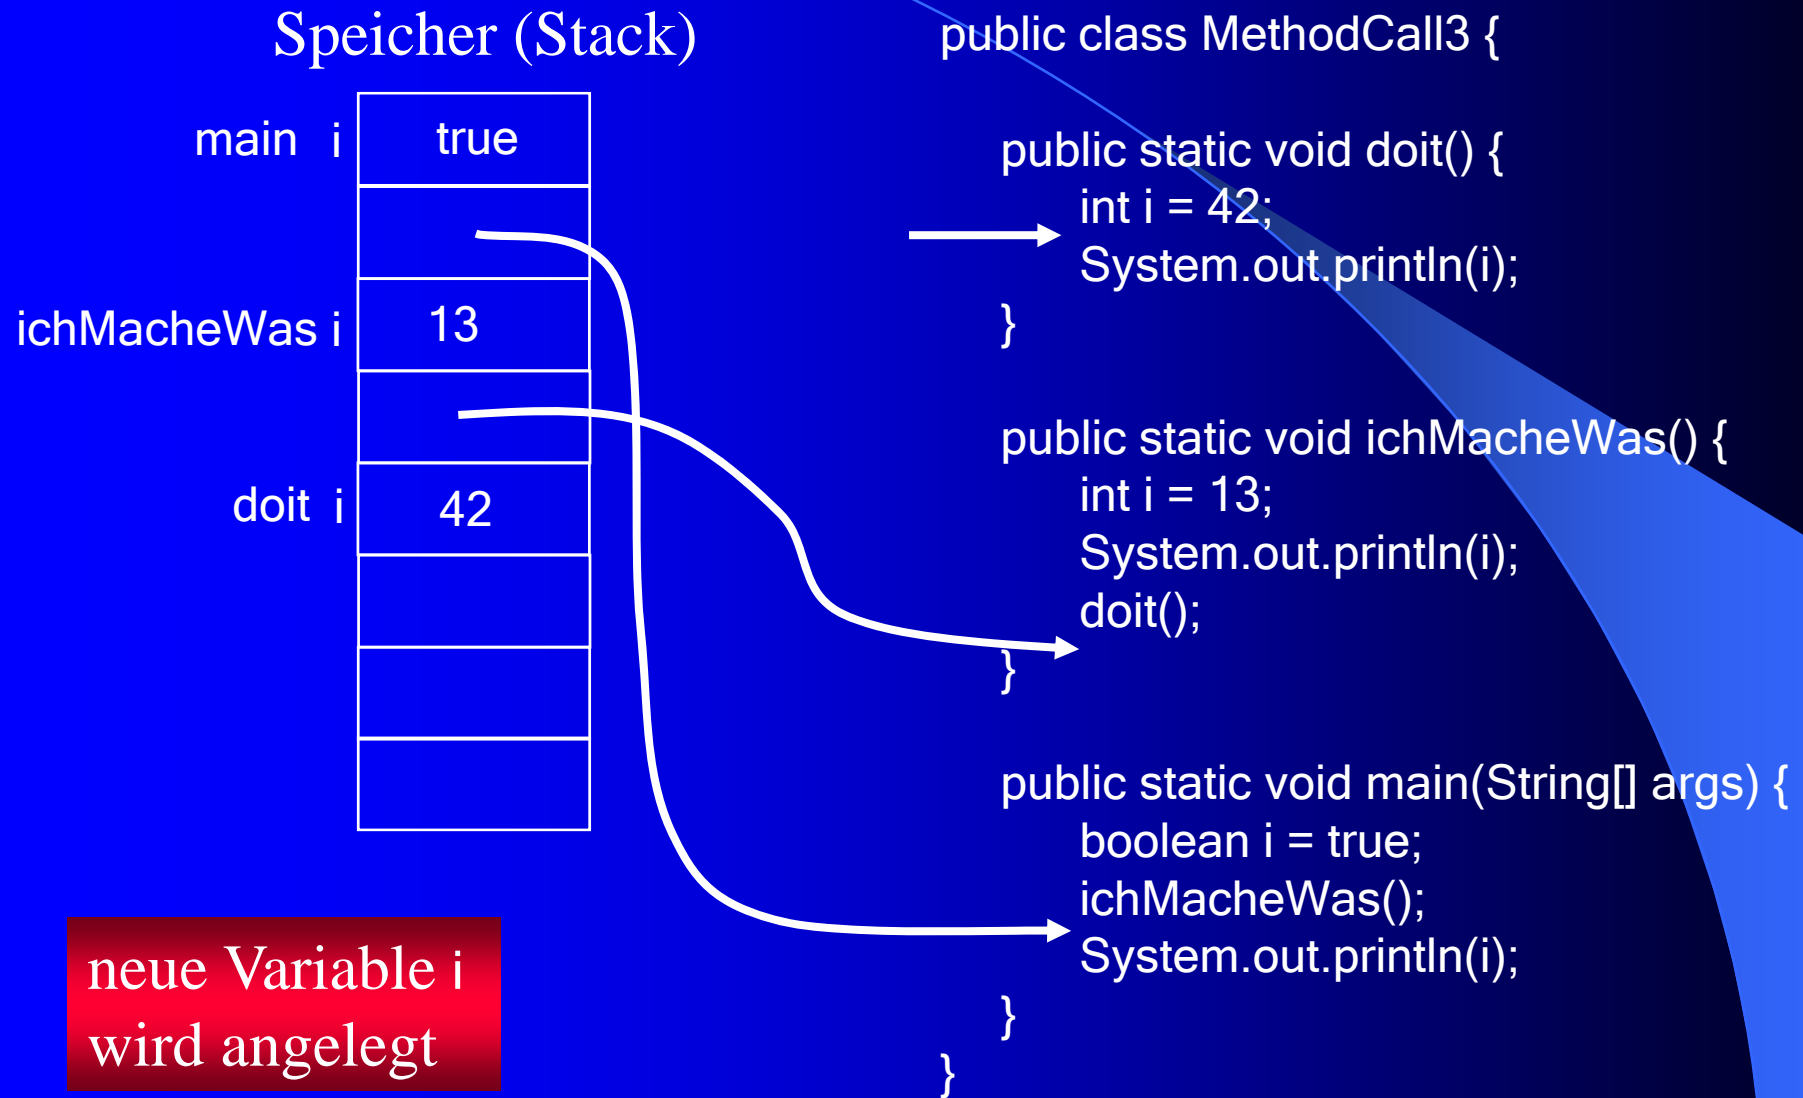 Speicher (Stack)
main i true
ichMacheWas i 13
doit i 42
neue Variable i
wird angelegt
public class MethodCall3 {
public static void doit() {
int i = 42;
System.out.println(i);
}
public static void ichMacheWas() {
int i = 13;
System.out.println(i);
doit();
}
public static void main(String[] args) {
boolean i = true;
ichMacheWas();
System.out.println(i);
}
}